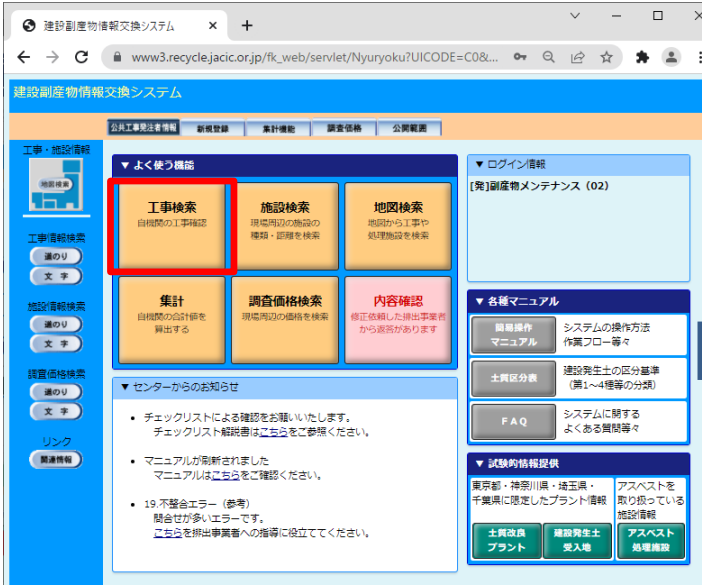 建設副産物情報交換システム
www3.recycle.jacic.or.jp/fk_web/servlet/Nyuryoku?UICODE=C0&...
建設副産物情報交換システム
公共工事発注者情報 新規登録 集計機能 調査価格 公開範囲
工事・施設情報
地図検索
工事情報検索
道のり
文 字
施設情報検索
道のり
文 字
調査価格検索
道のり
文 字
リンク
関連情報
▼ よく使う機能
工事検索
自機関の工事確認
施設検索
現場周辺の施設の
種類・距離を検索
地図検索
地図から工事や
処理施設を検索
集計
自機関の合計値を
算出する
調査価格検索
現場周辺の価格を検索
内容確認
修正依頼した排出事業者
から返答があります
▼ センターからのお知らせ
• チェックリストによる確認をお願いいたします。
チェックリスト解説書はこちらをご参照ください。
• マニュアルが刷新されました
マニュアルはこちらをご確認ください。
• 19.不整合エラー（参考）
問合せが多いエラーです。
こちらを排出事業者への指導に役立ててください。
▼ ログイン情報
[発]副産物メンテナンス（02）
▼ 各種マニュアル
簡易操作
マニュアル
システムの操作方法
作業フロー等々
土質区分表
建設発生土の区分基準
（第1～4種等の分類）
ＦＡＱ
システムに関する
よくある質問等々
▼ 試験的情報提供
東京都・神奈川県・埼玉県・
千葉県に限定したプラント情報
アスベストを
取り扱っている
施設情報
土質改良
プラント
建設発生土
受入地
アスベスト
処理施設